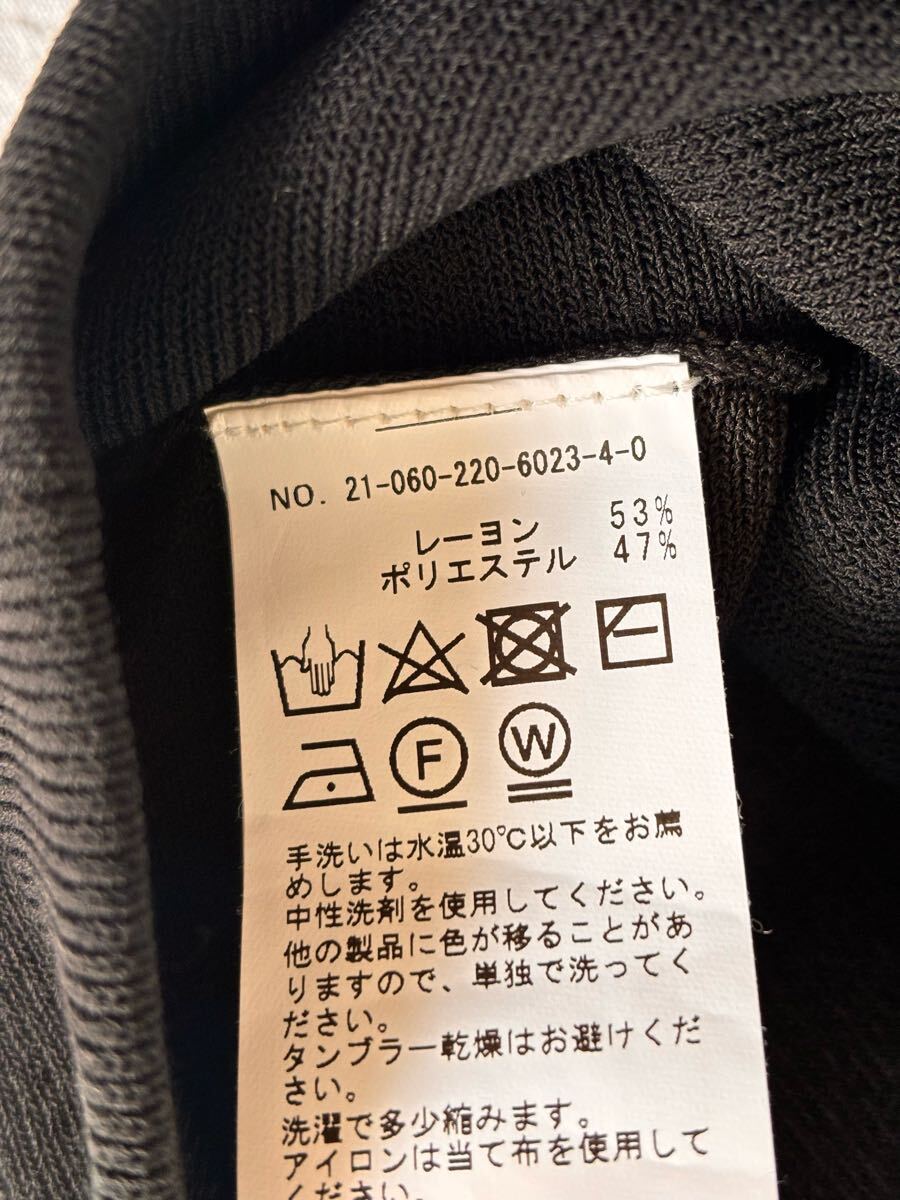 NO. 21-060-220-6023-4-0
レーヨン 53%
ポリエステル 47%
F W
手洗いは水温30℃以下をお薦
めします。
中性洗剤を使用してください。
他の製品に色が移ることがあ
りますので、単独で洗ってく
ださい。
タンブラー乾燥はお避けくだ
さい。
洗濯で多少縮みます。
アイロンは当て布を使用して
ください。